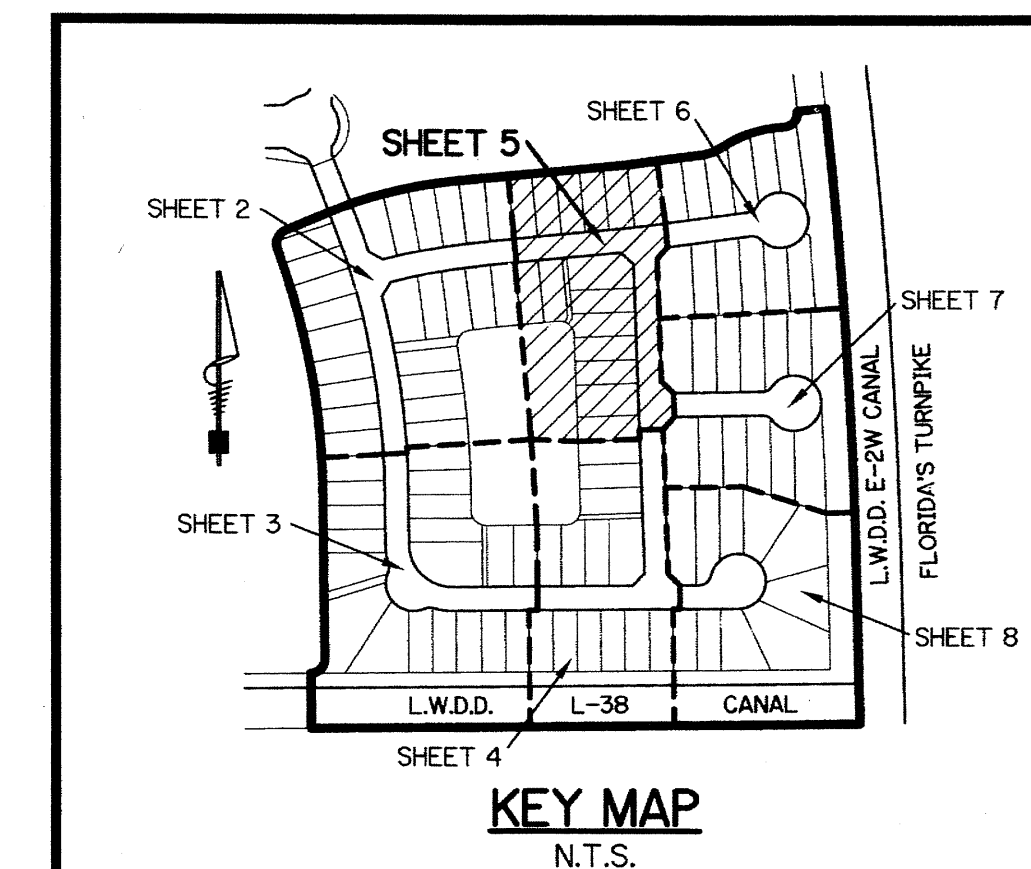 SHEET 6
SHEET 5
SHEET 2
SHEET 7
L.W.D.D. E-2W CANAL
FLORIDA'S TURNPIKE
SHEET 3
SHEET 8
L.W.D.D. L-38 CANAL
SHEET 4
KEY MAP
N.T.S.